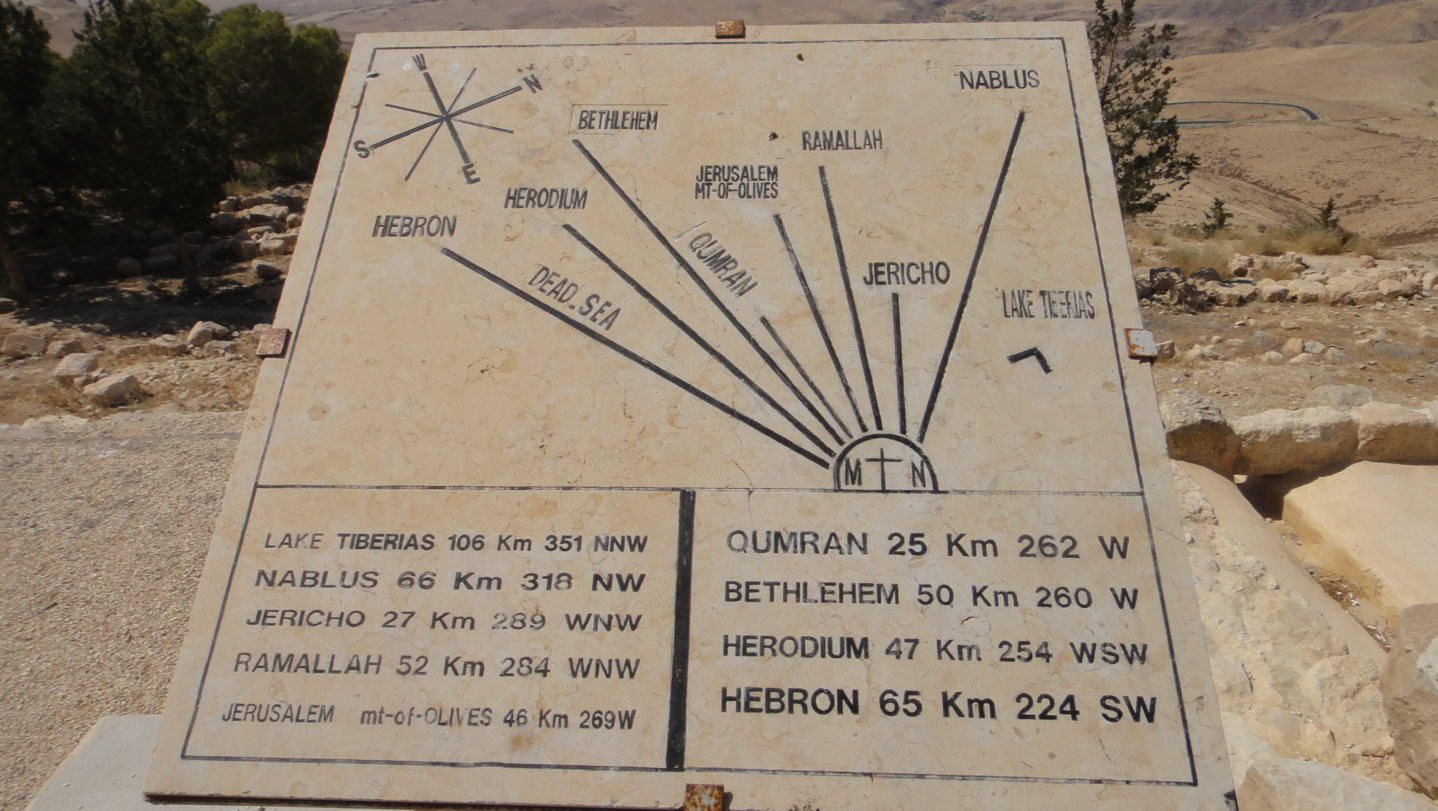 W
N
S
E
NABLUS
BETHLEHEM
RAMALLAH
JERUSALEM
MT-OF-OLIVES
HERODIUM
HEBRON
QUMRAN
DEAD.SEA
JERICHO
LAKE TIBERIAS
M N
LAKE TIBERIAS 106 Km 351 NNW
NABLUS 66 Km 318 NW
JERICHO 27 Km 289 WNW
RAMALLAH 52 Km 284 WNW
JERUSALEM mt-of-OLIVES 46 Km 269W
QUMRAN 25 Km 262 W
BETHLEHEM 50 Km 260 W
HERODIUM 47 Km 254 WSW
HEBRON 65 Km 224 SW